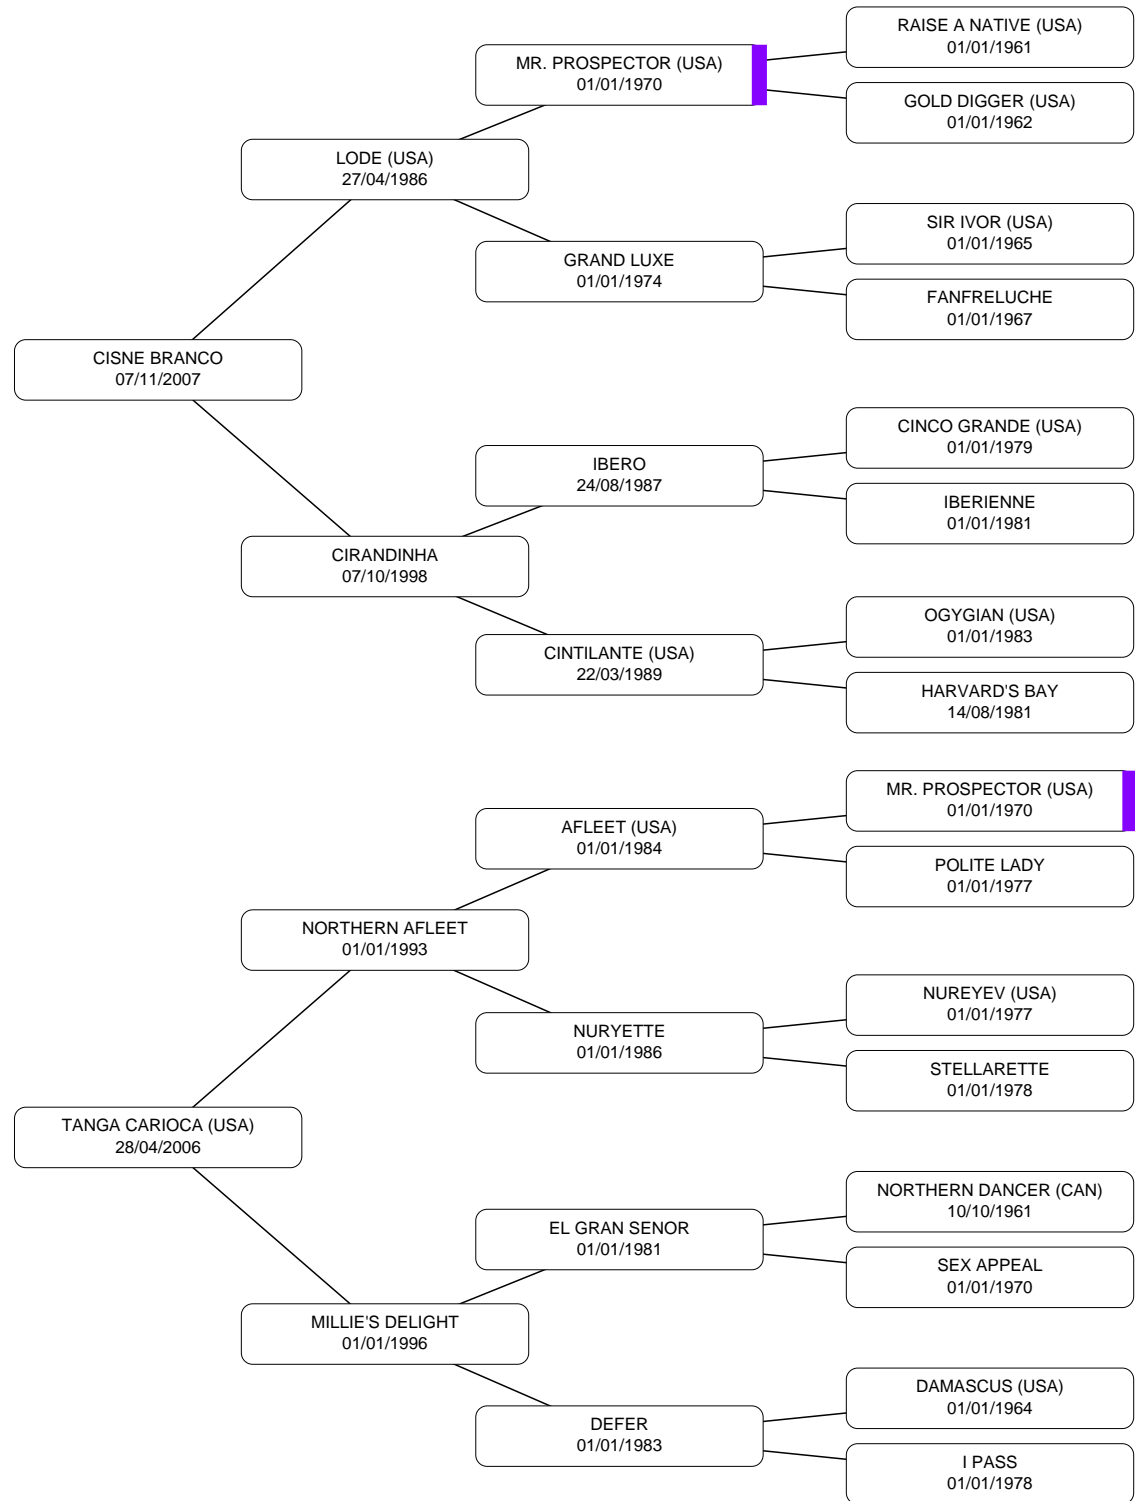 RAISE A NATIVE (USA)
01/01/1961
MR. PROSPECTOR (USA)
01/01/1970
GOLD DIGGER (USA)
01/01/1962
LODE (USA)
27/04/1986
SIR IVOR (USA)
01/01/1965
GRAND LUXE
01/01/1974
FANFRELUCHE
01/01/1967
CISNE BRANCO
07/11/2007
CINCO GRANDE (USA)
01/01/1979
IBERO
24/08/1987
IBERIENNE
01/01/1981
CIRANDINHA
07/10/1998
OGYGIAN (USA)
01/01/1983
CINTILANTE (USA)
22/03/1989
HARVARD'S BAY
14/08/1981
MR. PROSPECTOR (USA)
01/01/1970
AFLEET (USA)
01/01/1984
POLITE LADY
01/01/1977
NORTHERN AFLEET
01/01/1993
NUREYEV (USA)
01/01/1977
NURYETTE
01/01/1986
STELLARETTE
01/01/1978
TANGA CARIOCA (USA)
28/04/2006
NORTHERN DANCER (CAN)
10/10/1961
EL GRAN SENOR
01/01/1981
SEX APPEAL
01/01/1970
MILLIE'S DELIGHT
01/01/1996
DAMASCUS (USA)
01/01/1964
DEFER
01/01/1983
I PASS
01/01/1978